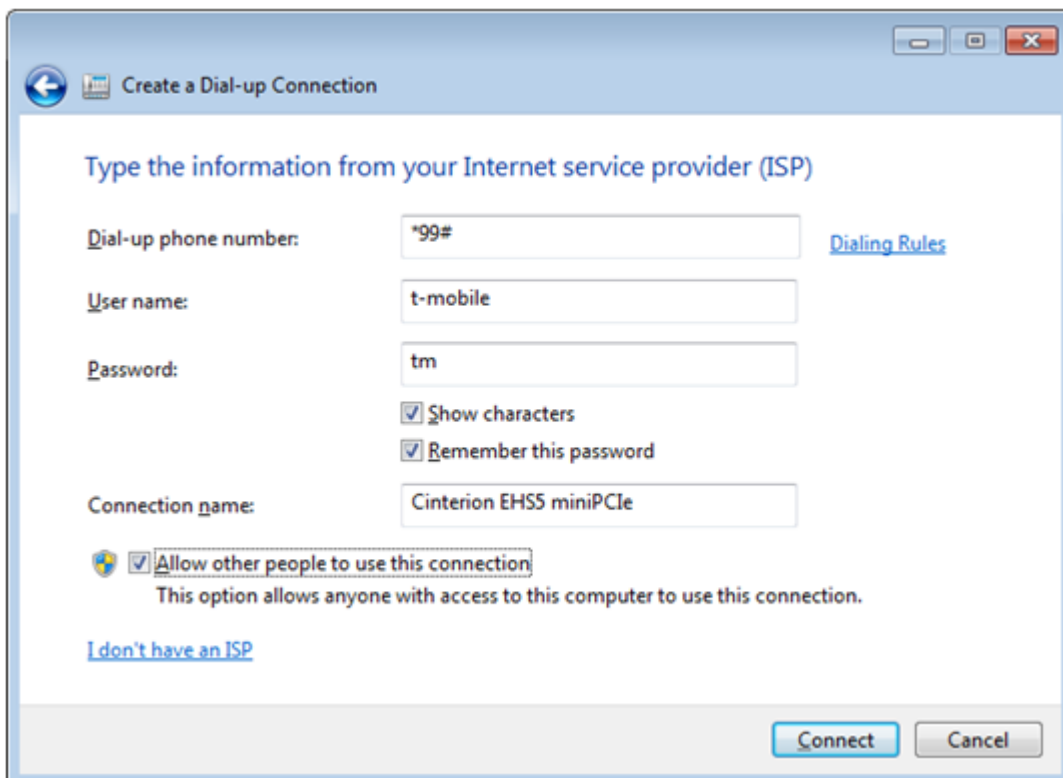 Create a Dial-up Connection
Type the information from your Internet service provider (ISP)
Dial-up phone number:
*99#
Dialing Rules
User name:
t-mobile
Password:
tm
Show characters
Remember this password
Connection name:
Cinterion EHS5 miniPCIe
Allow other people to use this connection
This option allows anyone with access to this computer to use this connection.
I don't have an ISP
Connect
Cancel